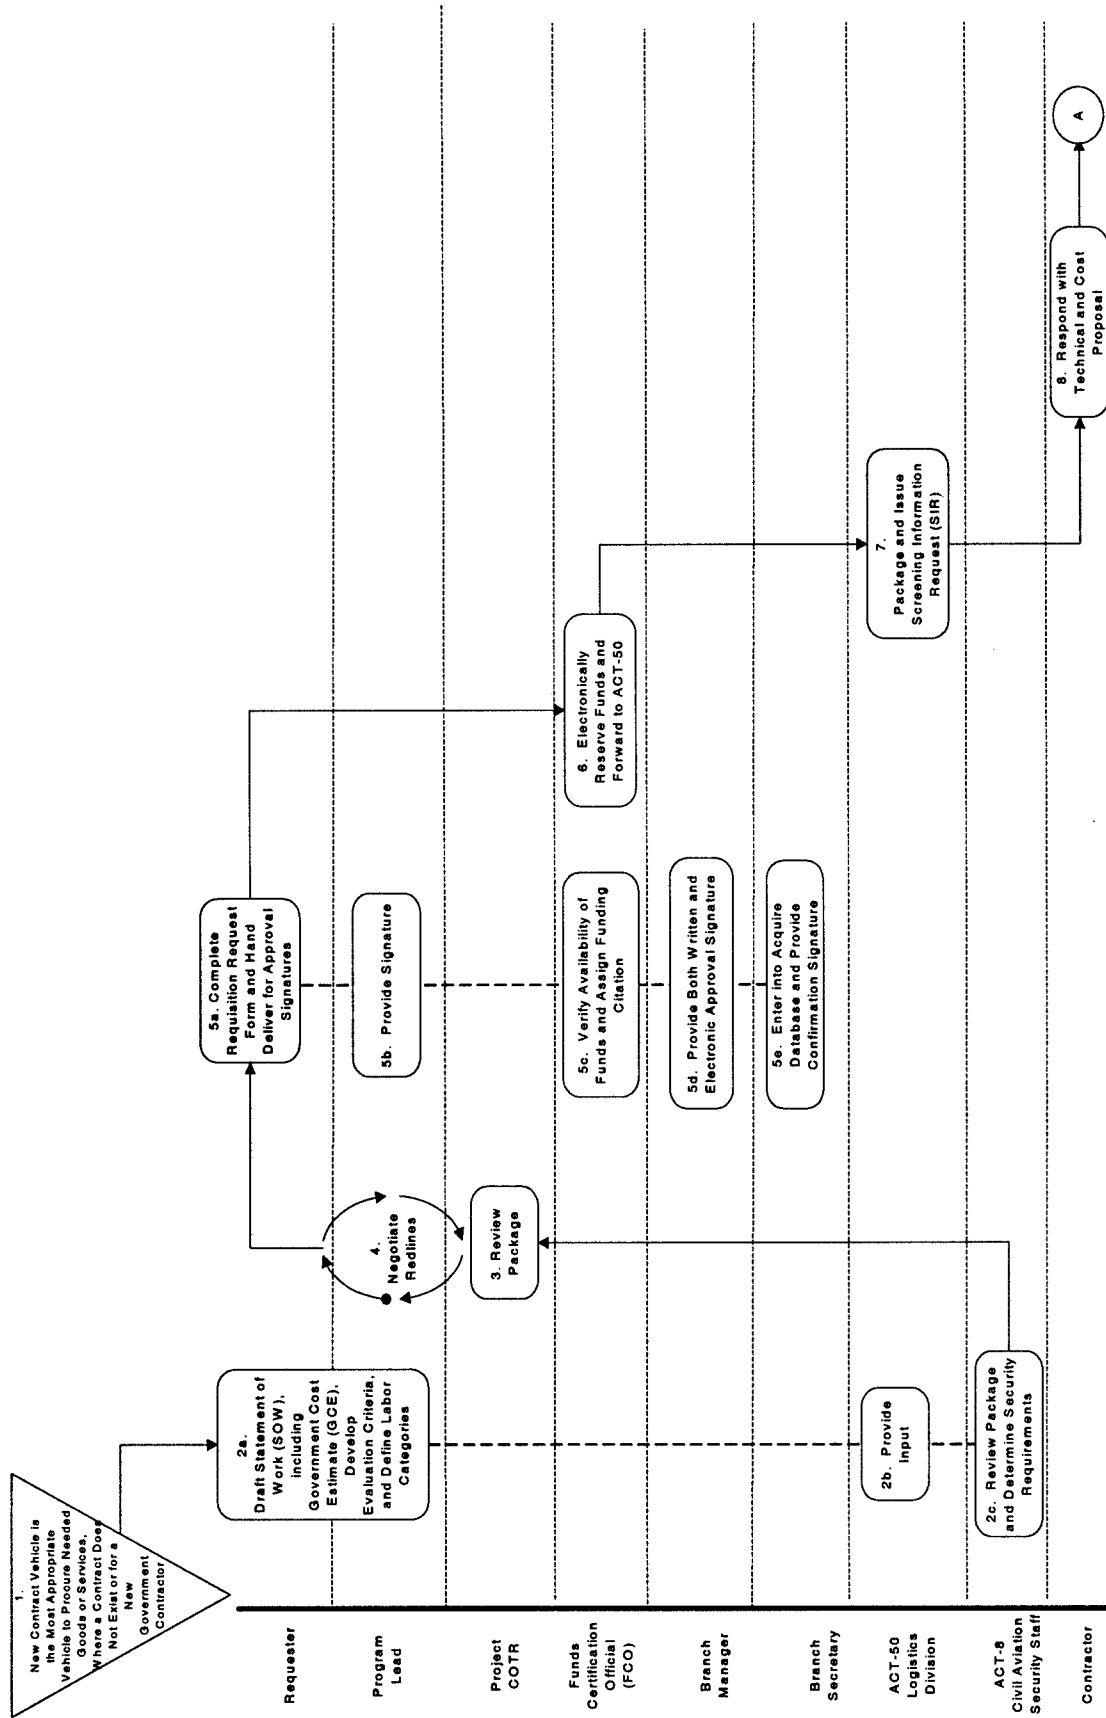 1.
New Contract Vehicle is
the Most Appropriate
Vehicle to Procure Needed
Goods or Services,
Where a Contract Does
Not Exist or for a
New
Government
Contractor
Requester
Program
Lead
Project
COTR
Funds
Certification
Official
(FCO)
Branch
Manager
Branch
Secretary
ACT-50
Logistics
Division
ACT-8
Civil Aviation
Security Staff
Contractor
2a.
Draft Statement of
Work (SOW),
including
Government Cost
Estimate (GCE),
Develop
Evaluation Criteria,
and Define Labor
Categories
2b. Provide
Input
2c. Review Package
and Determine Security
Requirements
3. Review
Package
4.
Negotiate
Redlines
5a. Complete
Requisition Request
Form and Hand
Deliver for Approval
Signatures
5b. Provide Signature
5c. Verify Availability of
Funds and Assign Funding
Citation
5d. Provide Both Written and
Electronic Approval Signature
5e. Enter into Acquire
Database and Provide
Confirmation Signature
6. Electronically
Reserve Funds and
Forward to ACT-50
7.
Package and Issue
Screening Information
Request (SIR)
8. Respond with
Technical and Cost
Proposal
A